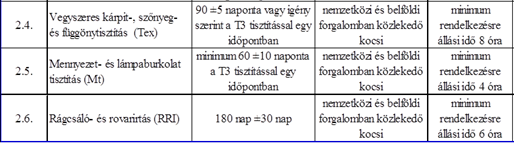 2.4.
Vegyszeres kárpit-, szőnyeg-
és függönytisztítás (Tex)
90 ±5 naponta vagy igény
szerint a T3 tisztítással egy
időpontban
nemzetközi és belföldi
forgalomban közlekedő
kocsi
minimum
rendelkezésre
állási idő 8 óra
2.5.
Mennyezet- és lámpaburkolat
tisztítás (Mt)
minimum 60 ±10 naponta
a T3 tisztítással egy
időpontban
nemzetközi és belföldi
forgalomban közlekedő
kocsi
minimum
rendelkezésre
állási idő 4 óra
2.6.
Rágcsáló- és rovarirtás (RRI)
180 nap ±30 nap
nemzetközi és belföldi
forgalomban közlekedő
kocsi
minimum
rendelkezésre
állási idő 6 óra